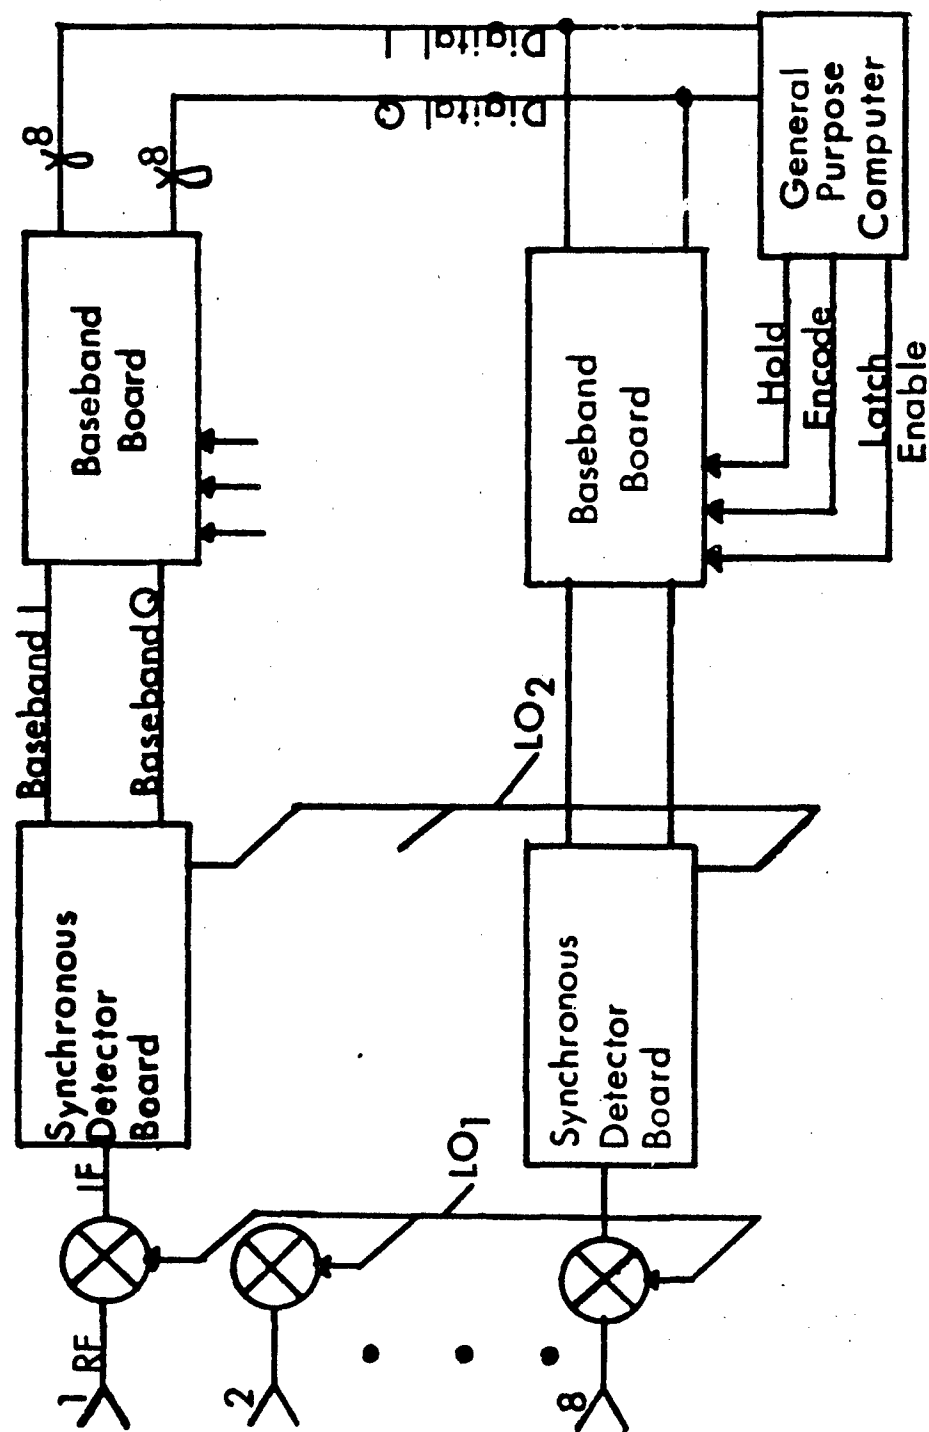 1
RF
IF
Synchronous
Detector
Board
Baseband I
Baseband Q
Baseband
Board
8
8
Digital I
Digital Q
2
LO1
LO2
8
Synchronous
Detector
Board
Baseband
Board
Hold
Encode
Latch
Enable
General
Purpose
Computer